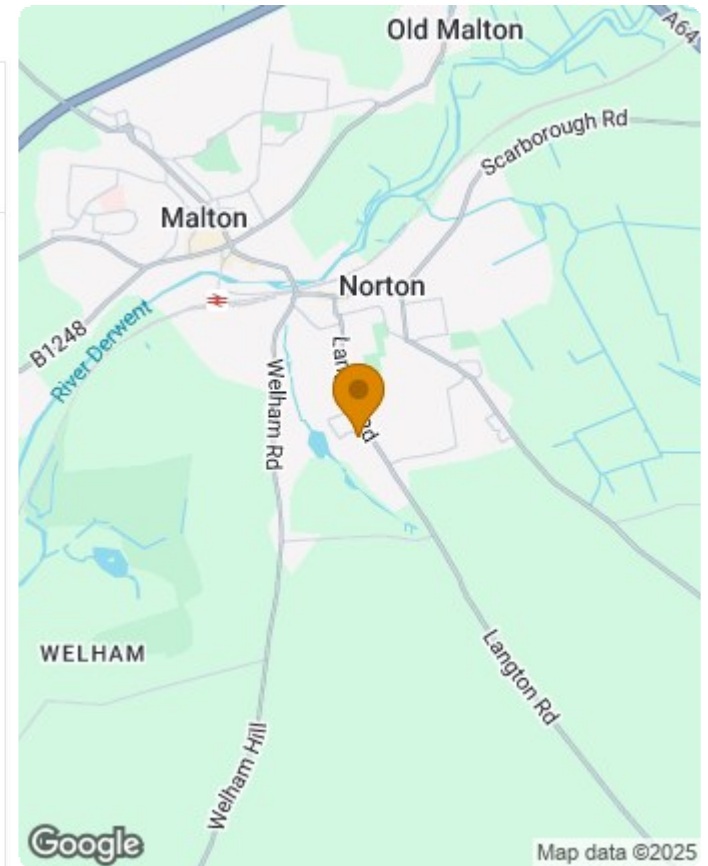 Old Malton
A64
Scarborough Rd
Malton
Norton
B1248
River Derwent
Welham Rd
Rd
WELHAM
Langton Rd
Welham Hill
Google
Map data ©2025